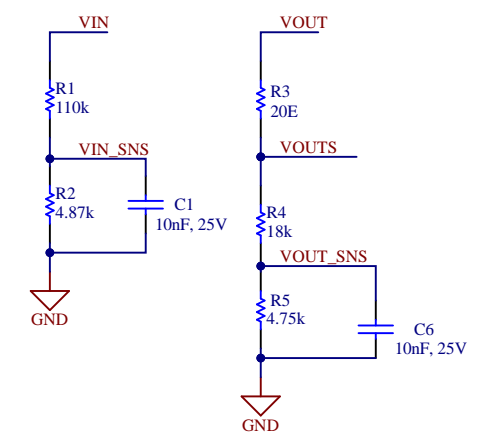 VIN
R1
110k
VIN_SNS
R2
4.87k
C1
10nF, 25V
GND
VOUT
R3
20E
VOUTS
R4
18k
VOUT_SNS
R5
4.75k
C6
10nF, 25V
GND